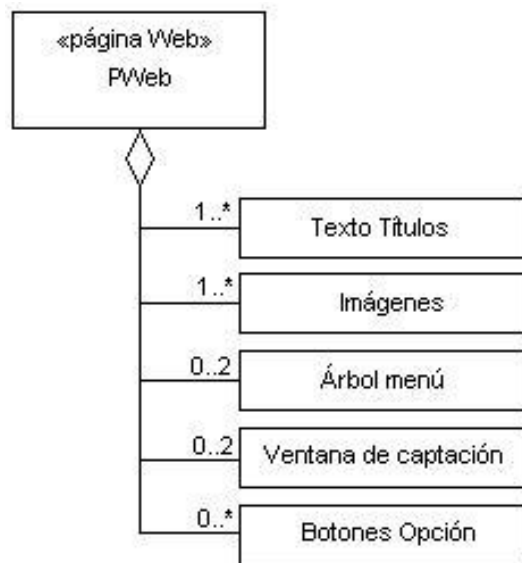 «página Web»
PWeb
1..*
Texto Títulos
1..*
Imágenes
0..2
Árbol menú
0..2
Ventana de captación
0..*
Botones Opción